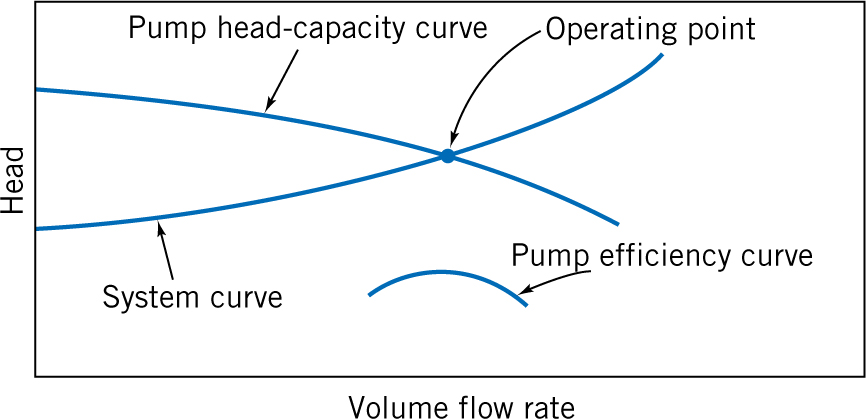 Pump head-capacity curve
Operating point
Head
Pump efficiency curve
System curve
Volume flow rate